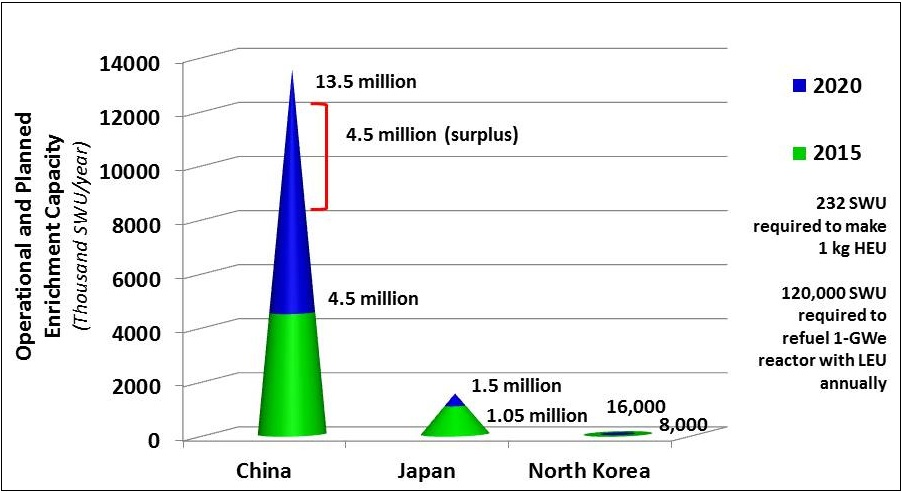 Operational and Planned
Enrichment Capacity
(Thousand SWU/year)
14000
12000
10000
8000
6000
4000
2000
0
13.5 million
4.5 million (surplus)
4.5 million
1.5 million
1.05 million
16,000
8,000
China
Japan
North Korea
2020
2015
232 SWU
required to make
1 kg HEU
120,000 SWU
required to
refuel 1-GWe
reactor with LEU
annually